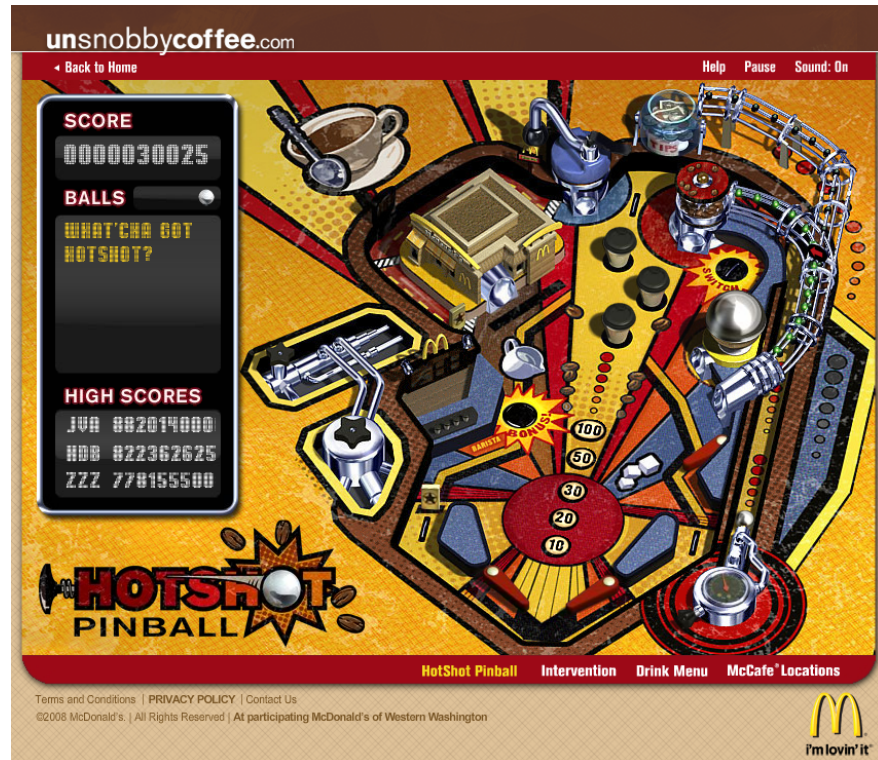 unsnobbycoffee.com
◂ Back to Home
Help Pause Sound: On
SCORE
0000030025
BALLS
WHAT'CHA GOT
HOTSHOT?
HIGH SCORES
JVA 882014000
HDD 822362625
ZZZ 778155500
TIPS
SWITCH
BARISTA BONUS!
100
50
30
20
10
HOTSHOT
PINBALL
HotShot Pinball Intervention Drink Menu McCafe® Locations
Terms and Conditions | PRIVACY POLICY | Contact Us
©2008 McDonald's. | All Rights Reserved | At participating McDonald's of Western Washington
i'm lovin' it®